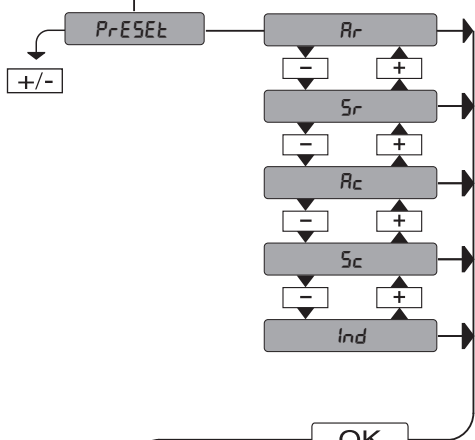 PrESEt
Ar
+/-
- +
Sr
- +
Ac
- +
Sc
- +
Ind
OK